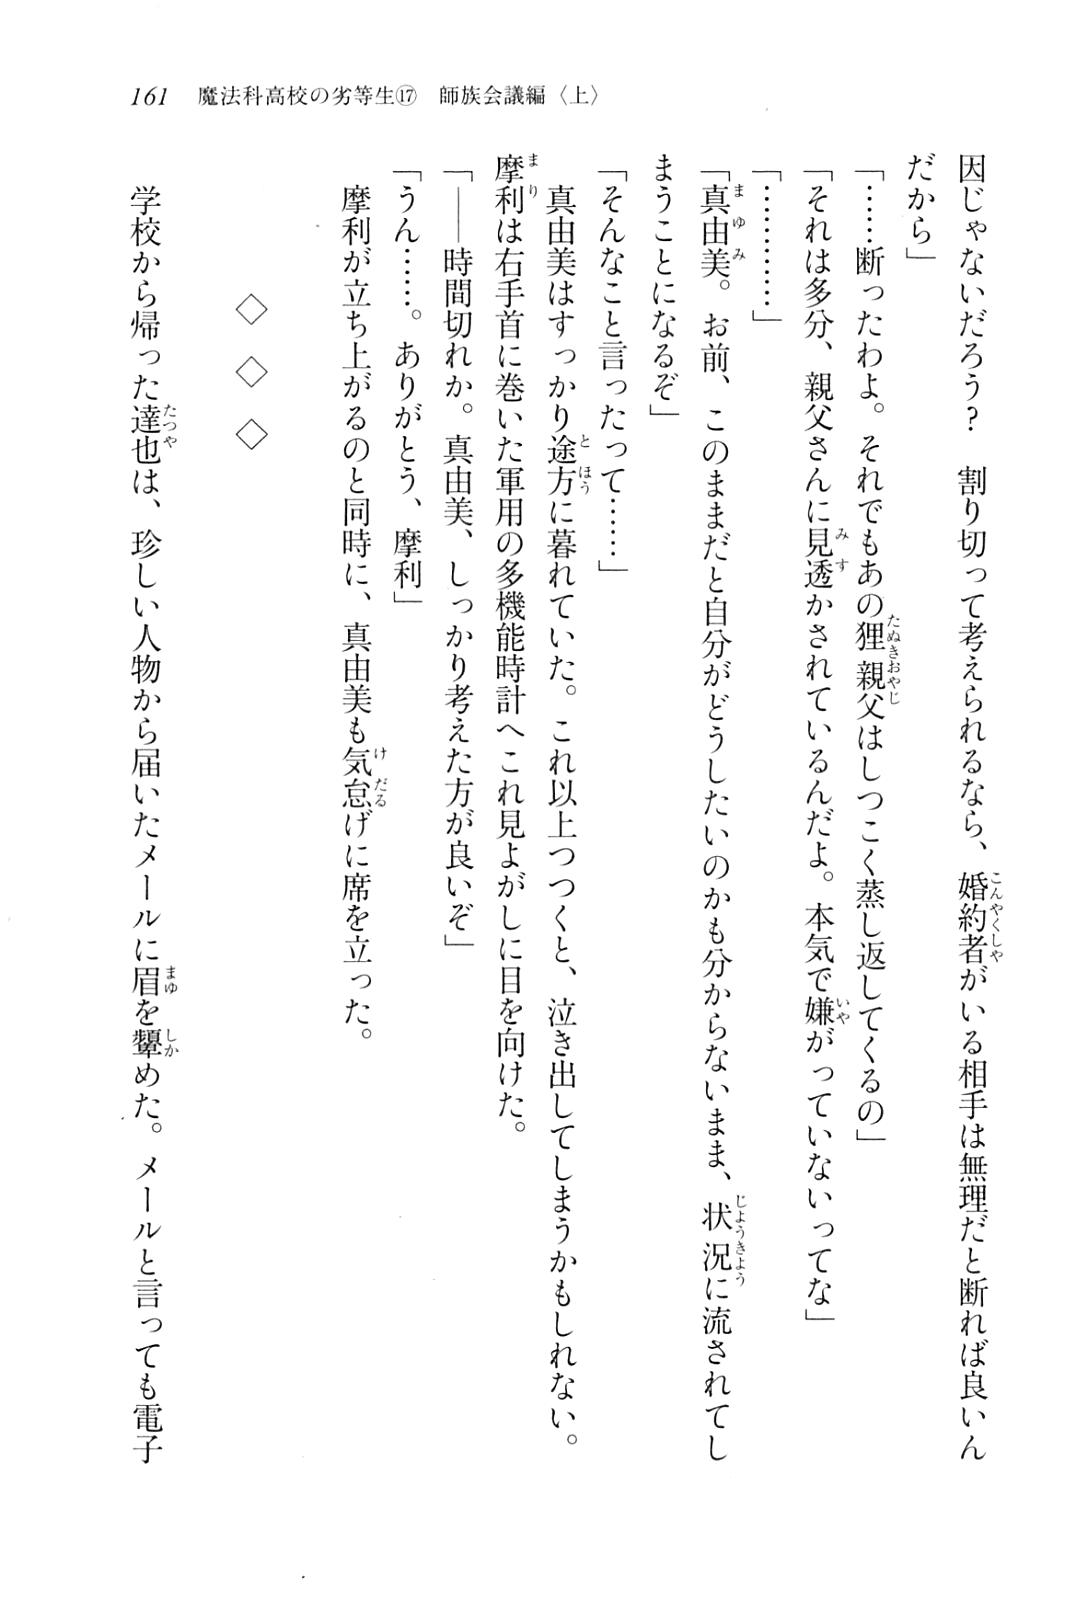 161　魔法科高校の劣等生⑰　師族会議編〈上〉
因じゃないだろう？　割り切って考えられるなら、婚約者がいる相手は無理だと断れば良いん
だから」
「……断ったわよ。それでもあの狸親父はしつこく蒸し返してくるの」
「それは多分、親父さんに見透かされているんだよ。本気で嫌がっていないってな」
「…………」
「真由美。お前、このままだと自分がどうしたいのかも分からないまま、状況に流されてし
まうことになるぞ」
「そんなこと言ったって……」
　真由美はすっかり途方に暮れていた。これ以上つつくと、泣き出してしまうかもしれない。
摩利は右手首に巻いた軍用の多機能時計へこれ見よがしに目を向けた。
「――時間切れか。真由美、しっかり考えた方が良いぞ」
「うん……。ありがとう、摩利」
　摩利が立ち上がるのと同時に、真由美も気怠げに席を立った。
◇　◇　◇
　学校から帰った達也は、珍しい人物から届いたメールに眉を顰めた。メールと言っても電子